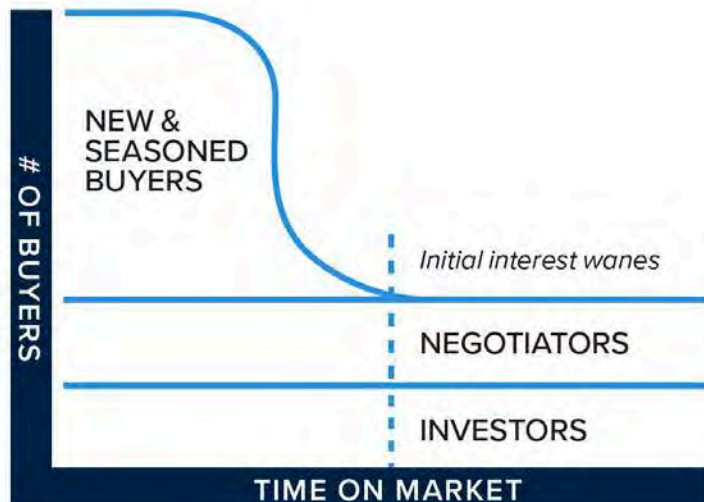 # OF BUYERS
NEW &
SEASONED
BUYERS
Initial interest wanes
NEGOTIATORS
INVESTORS
TIME ON MARKET